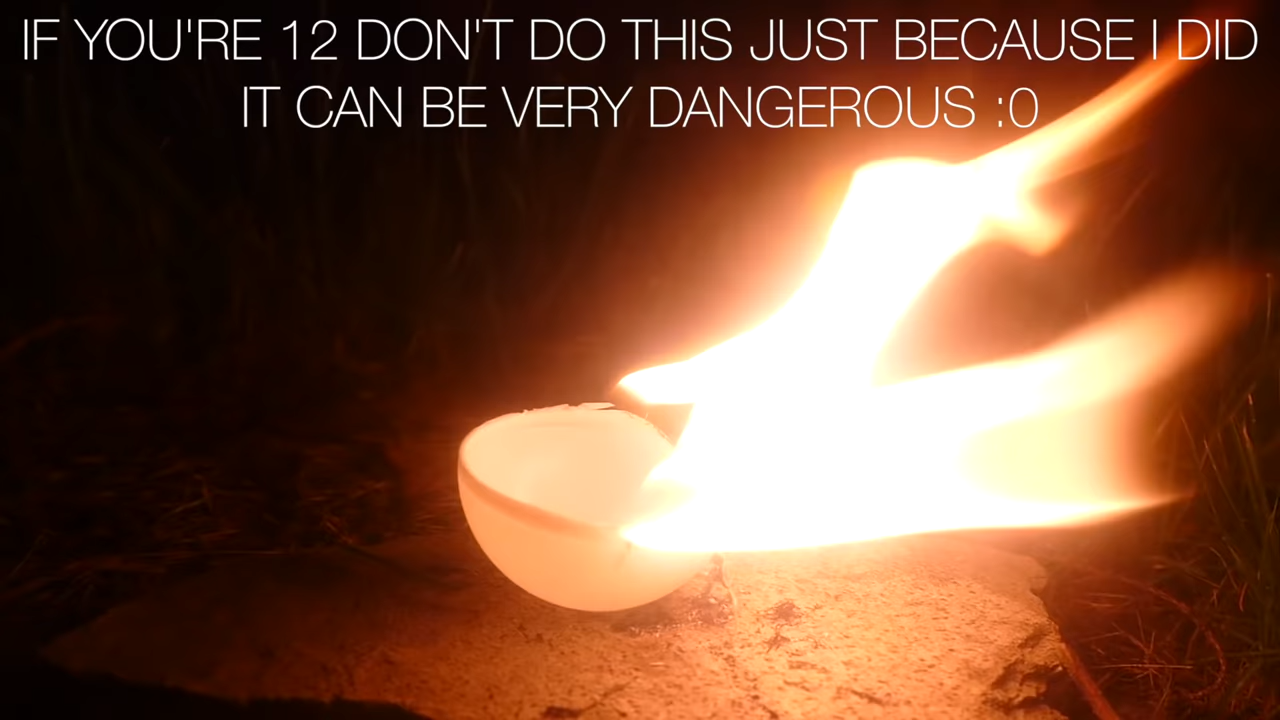 IF YOU'RE 12 DON'T DO THIS JUST BECAUSE I DID
IT CAN BE VERY DANGEROUS :0